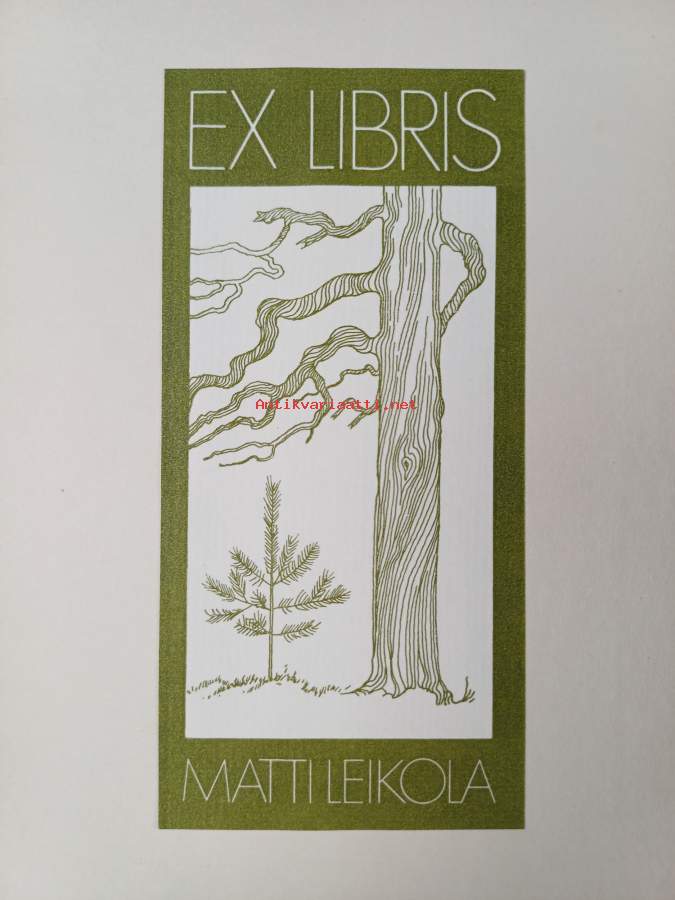 EX LIBRIS
Antikvariaatti.net
MATTI LEIKOLA